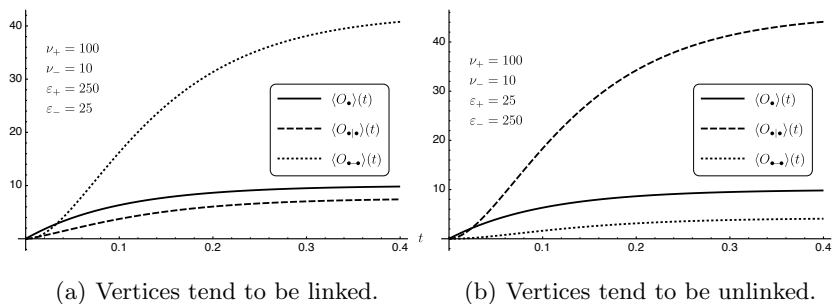 40
30
20
10
0.1
0.2
0.3
0.4
t
ν₊ = 100
ν₋ = 10
ε₊ = 250
ε₋ = 25
⟨O●⟩(t)
⟨O●|●⟩(t)
⟨O●–●⟩(t)
(a) Vertices tend to be linked.
40
30
20
10
0.1
0.2
0.3
0.4
t
ν₊ = 100
ν₋ = 10
ε₊ = 25
ε₋ = 250
⟨O●⟩(t)
⟨O●|●⟩(t)
⟨O●–●⟩(t)
(b) Vertices tend to be unlinked.